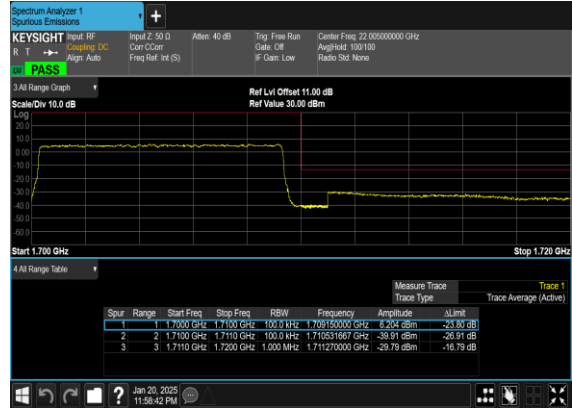 Spectrum Analyzer 1
Spurious Emissions
+
KEYSIGHT Input: RF Input Z: 50 Ω Atten: 40 dB Trig: Free Run Center Freq: 22.005000000 GHz
R T Coupling: DC Corr CCorr Gate: Off Avg|Hold: 100/100
Align: Auto Freq Ref: Int (S) IF Gain: Low Radio Std: None
PASS
3 All Range Graph
Ref Lvl Offset 11.00 dB
Scale/Div 10.0 dB Ref Value 30.00 dBm
Log
20.0
10.0
0.00
-10.0
-20.0
-30.0
-40.0
-50.0
-60.0
Start 1.700 GHz Stop 1.720 GHz
4 All Range Table
Measure Trace Trace 1
Trace Type Trace Average (Active)
Spur Range Start Freq Stop Freq RBW Frequency Amplitude ΔLimit
1 1 1.7000 GHz 1.7100 GHz 100.0 kHz 1.709150000 GHz 6.204 dBm -23.80 dB
2 2 1.7100 GHz 1.7110 GHz 100.0 kHz 1.710531667 GHz -39.91 dBm -26.91 dB
3 3 1.7110 GHz 1.7200 GHz 1.000 MHz 1.711270000 GHz -29.79 dBm -16.79 dB
?
Jan 20, 2025
11:58:42 PM